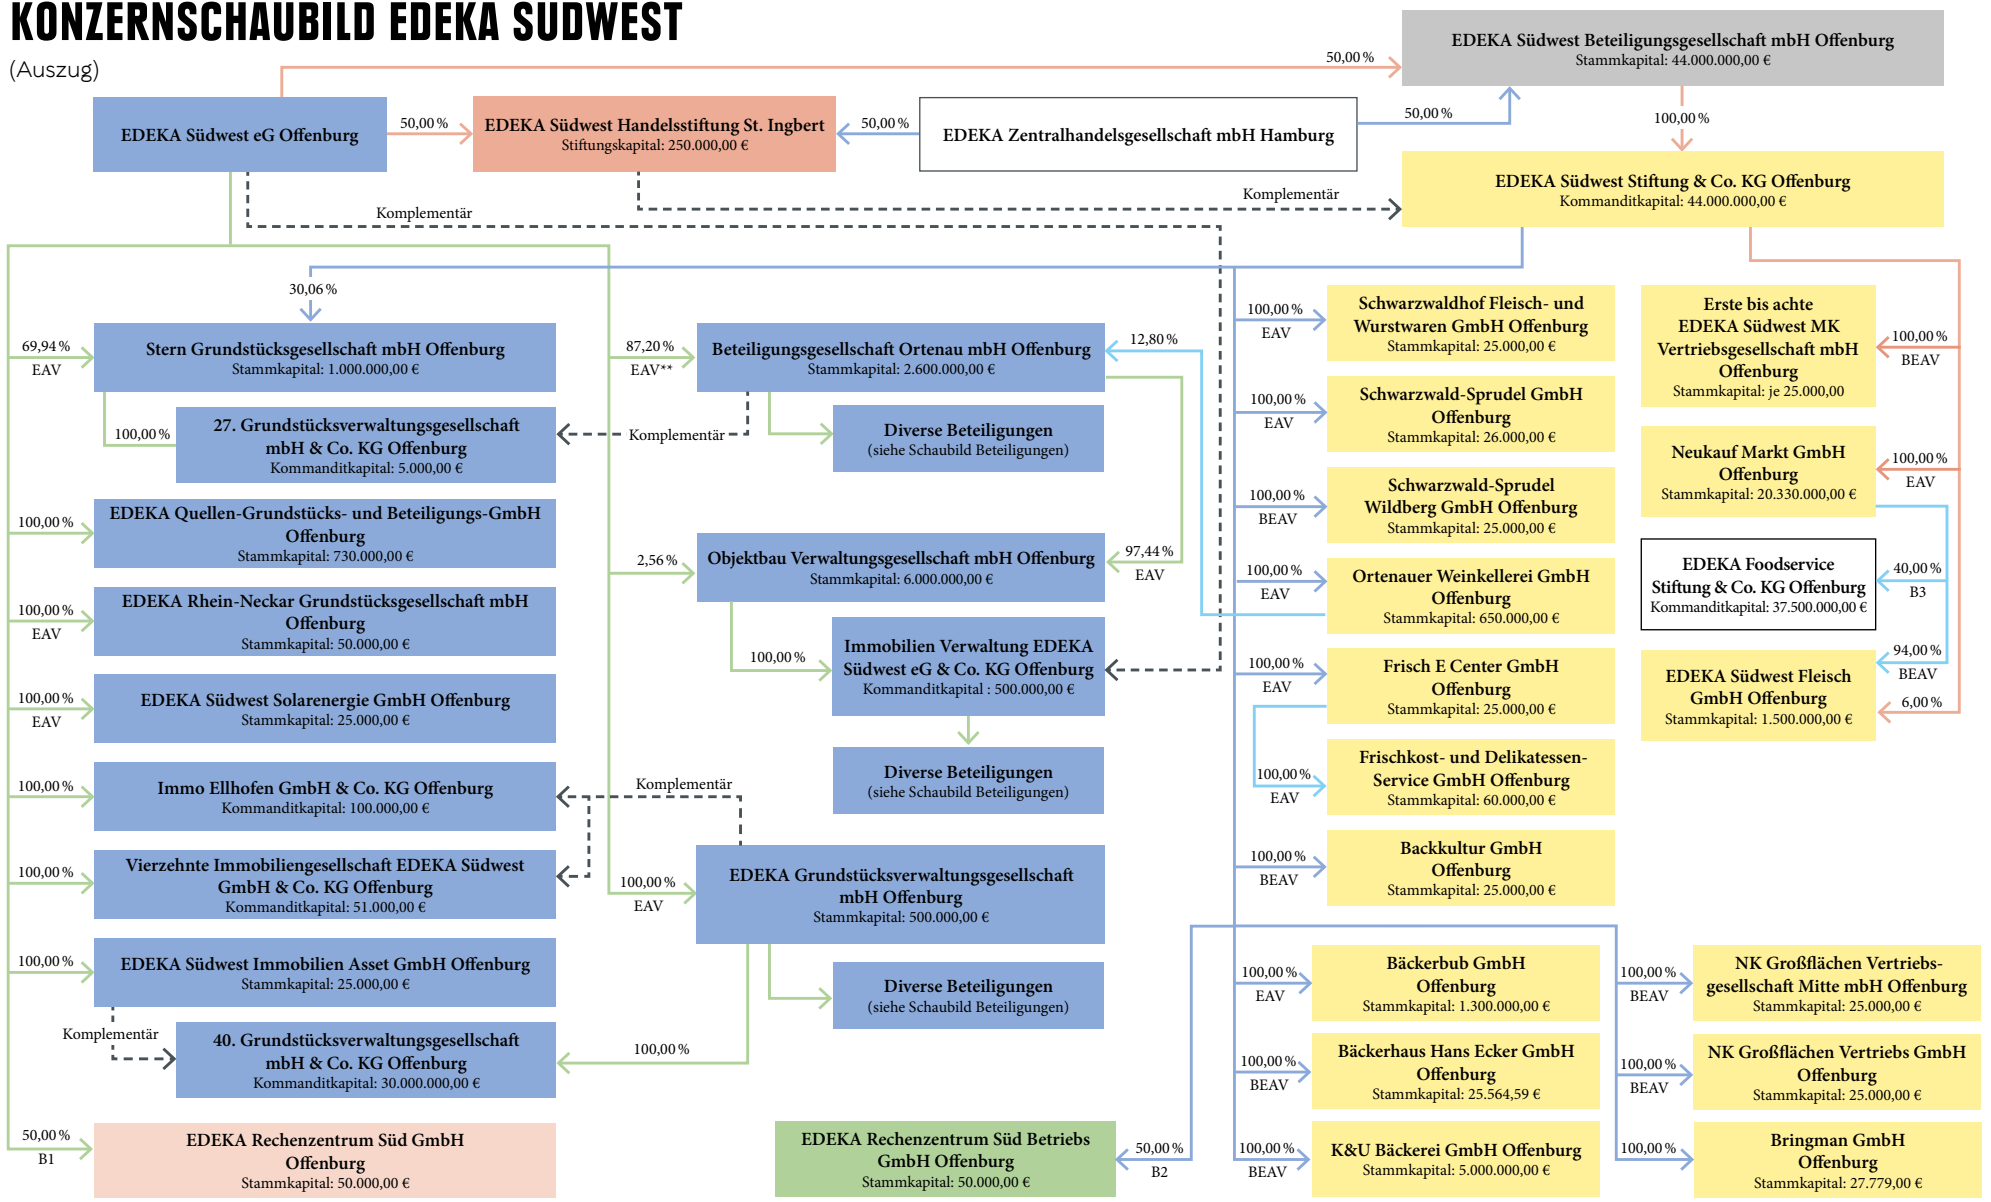 KONZERNSCHAUBILD EDEKA SÜDWEST
(Auszug)
EDEKA Südwest Beteiligungsgesellschaft mbH Offenburg
Stammkapital: 44.000.000,00 €
50,00 %
EDEKA Südwest eG Offenburg
50,00 %
EDEKA Südwest Handelsstiftung St. Ingbert
Stiftungskapital: 250.000,00 €
50,00 %
EDEKA Zentralhandelsgesellschaft mbH Hamburg
50,00 %
100,00 %
EDEKA Südwest Stiftung & Co. KG Offenburg
Kommanditkapital: 44.000.000,00 €
Komplementär
Komplementär
30,06 %
69,94 %
EAV
Stern Grundstücksgesellschaft mbH Offenburg
Stammkapital: 1.000.000,00 €
100,00 %
27. Grundstücksverwaltungsgesellschaft
mbH & Co. KG Offenburg
Kommanditkapital: 5.000,00 €
100,00 %
EDEKA Quellen-Grundstücks- und Beteiligungs-GmbH
Offenburg
Stammkapital: 730.000,00 €
100,00 %
EAV
EDEKA Rhein-Neckar Grundstücksgesellschaft mbH
Offenburg
Stammkapital: 50.000,00 €
100,00 %
EAV
EDEKA Südwest Solarenergie GmbH Offenburg
Stammkapital: 25.000,00 €
100,00 %
Immo Ellhofen GmbH & Co. KG Offenburg
Kommanditkapital: 100.000,00 €
100,00 %
Vierzehnte Immobiliengesellschaft EDEKA Südwest
GmbH & Co. KG Offenburg
Kommanditkapital: 51.000,00 €
100,00 %
EDEKA Südwest Immobilien Asset GmbH Offenburg
Stammkapital: 25.000,00 €
Komplementär
40. Grundstücksverwaltungsgesellschaft
mbH & Co. KG Offenburg
Kommanditkapital: 30.000.000,00 €
50,00 %
B1
EDEKA Rechenzentrum Süd GmbH
Offenburg
Stammkapital: 50.000,00 €
87,20 %
EAV**
Beteiligungsgesellschaft Ortenau mbH Offenburg
Stammkapital: 2.600.000,00 €
12,80 %
Komplementär
Diverse Beteiligungen
(siehe Schaubild Beteiligungen)
2,56 %
Objektbau Verwaltungsgesellschaft mbH Offenburg
Stammkapital: 6.000.000,00 €
97,44 %
EAV
100,00 %
Immobilien Verwaltung EDEKA
Südwest eG & Co. KG Offenburg
Kommanditkapital : 500.000,00 €
Diverse Beteiligungen
(siehe Schaubild Beteiligungen)
Komplementär
100,00 %
EAV
EDEKA Grundstücksverwaltungsgesellschaft
mbH Offenburg
Stammkapital: 500.000,00 €
Diverse Beteiligungen
(siehe Schaubild Beteiligungen)
100,00 %
EDEKA Rechenzentrum Süd Betriebs
GmbH Offenburg
Stammkapital: 50.000,00 €
50,00 %
B2
100,00 %
EAV
Schwarzwaldhof Fleisch- und
Wurstwaren GmbH Offenburg
Stammkapital: 25.000,00 €
100,00 %
EAV
Schwarzwald-Sprudel GmbH
Offenburg
Stammkapital: 26.000,00 €
100,00 %
BEAV
Schwarzwald-Sprudel
Wildberg GmbH Offenburg
Stammkapital: 25.000,00 €
100,00 %
EAV
Ortenauer Weinkellerei GmbH
Offenburg
Stammkapital: 650.000,00 €
100,00 %
EAV
Frisch E Center GmbH
Offenburg
Stammkapital: 25.000,00 €
100,00 %
EAV
Frischkost- und Delikatessen-
Service GmbH Offenburg
Stammkapital: 60.000,00 €
100,00 %
BEAV
Backkultur GmbH
Offenburg
Stammkapital: 25.000,00 €
100,00 %
EAV
Bäckerbub GmbH
Offenburg
Stammkapital: 1.300.000,00 €
100,00 %
BEAV
Bäckerhaus Hans Ecker GmbH
Offenburg
Stammkapital: 25.564,59 €
100,00 %
BEAV
K&U Bäckerei GmbH Offenburg
Stammkapital: 5.000.000,00 €
Erste bis achte
EDEKA Südwest MK
Vertriebsgesellschaft mbH
Offenburg
Stammkapital: je 25.000,00
100,00 %
BEAV
Neukauf Markt GmbH
Offenburg
Stammkapital: 20.330.000,00 €
100,00 %
EAV
EDEKA Foodservice
Stiftung & Co. KG Offenburg
Kommanditkapital: 37.500.000,00 €
40,00 %
B3
EDEKA Südwest Fleisch
GmbH Offenburg
Stammkapital: 1.500.000,00 €
94,00 %
BEAV
6,00 %
100,00 %
BEAV
NK Großflächen Vertriebs-
gesellschaft Mitte mbH Offenburg
Stammkapital: 25.000,00 €
100,00 %
BEAV
NK Großflächen Vertriebs GmbH
Offenburg
Stammkapital: 25.000,00 €
100,00 %
Bringman GmbH
Offenburg
Stammkapital: 27.779,00 €